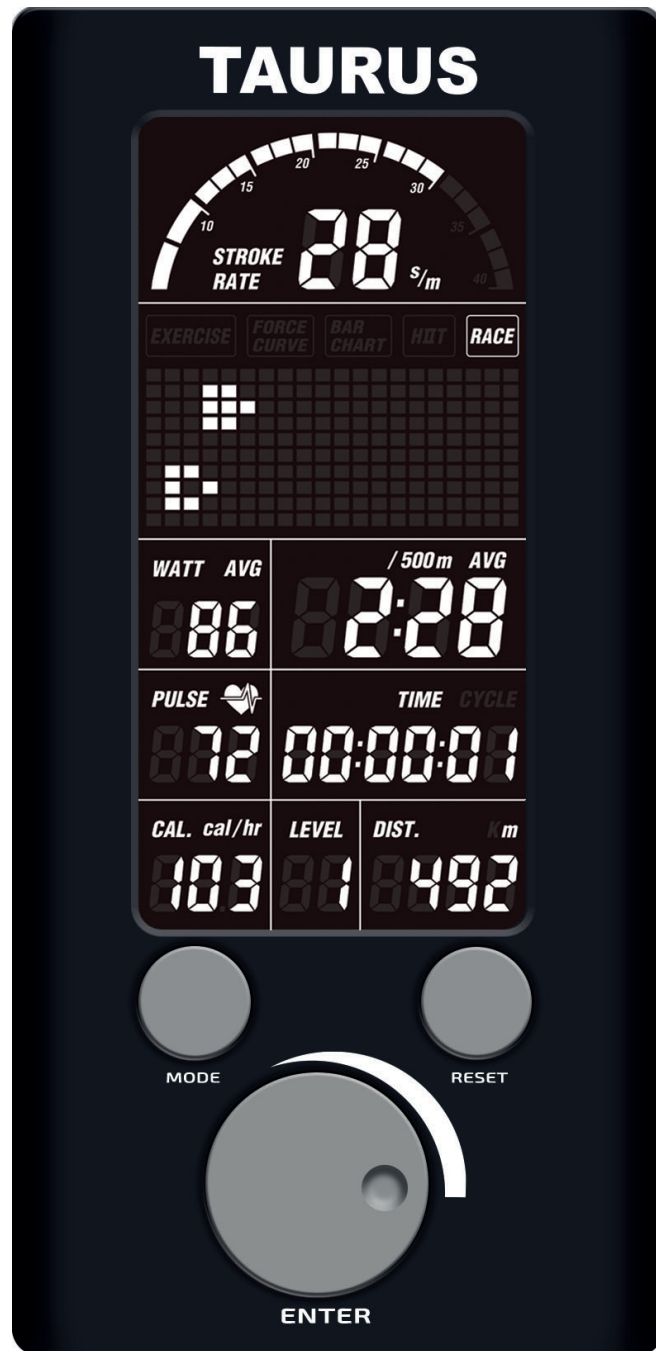 TAURUS
10 15 20 25 30 35 40
STROKE RATE 28 s/m
EXERCISE FORCE CURVE BAR CHART HIIT RACE
WATT AVG /500m AVG
86 2:28
PULSE TIME CYCLE
72 00:00:01
CAL. cal/hr LEVEL DIST. Km
103 1 492
MODE RESET
ENTER